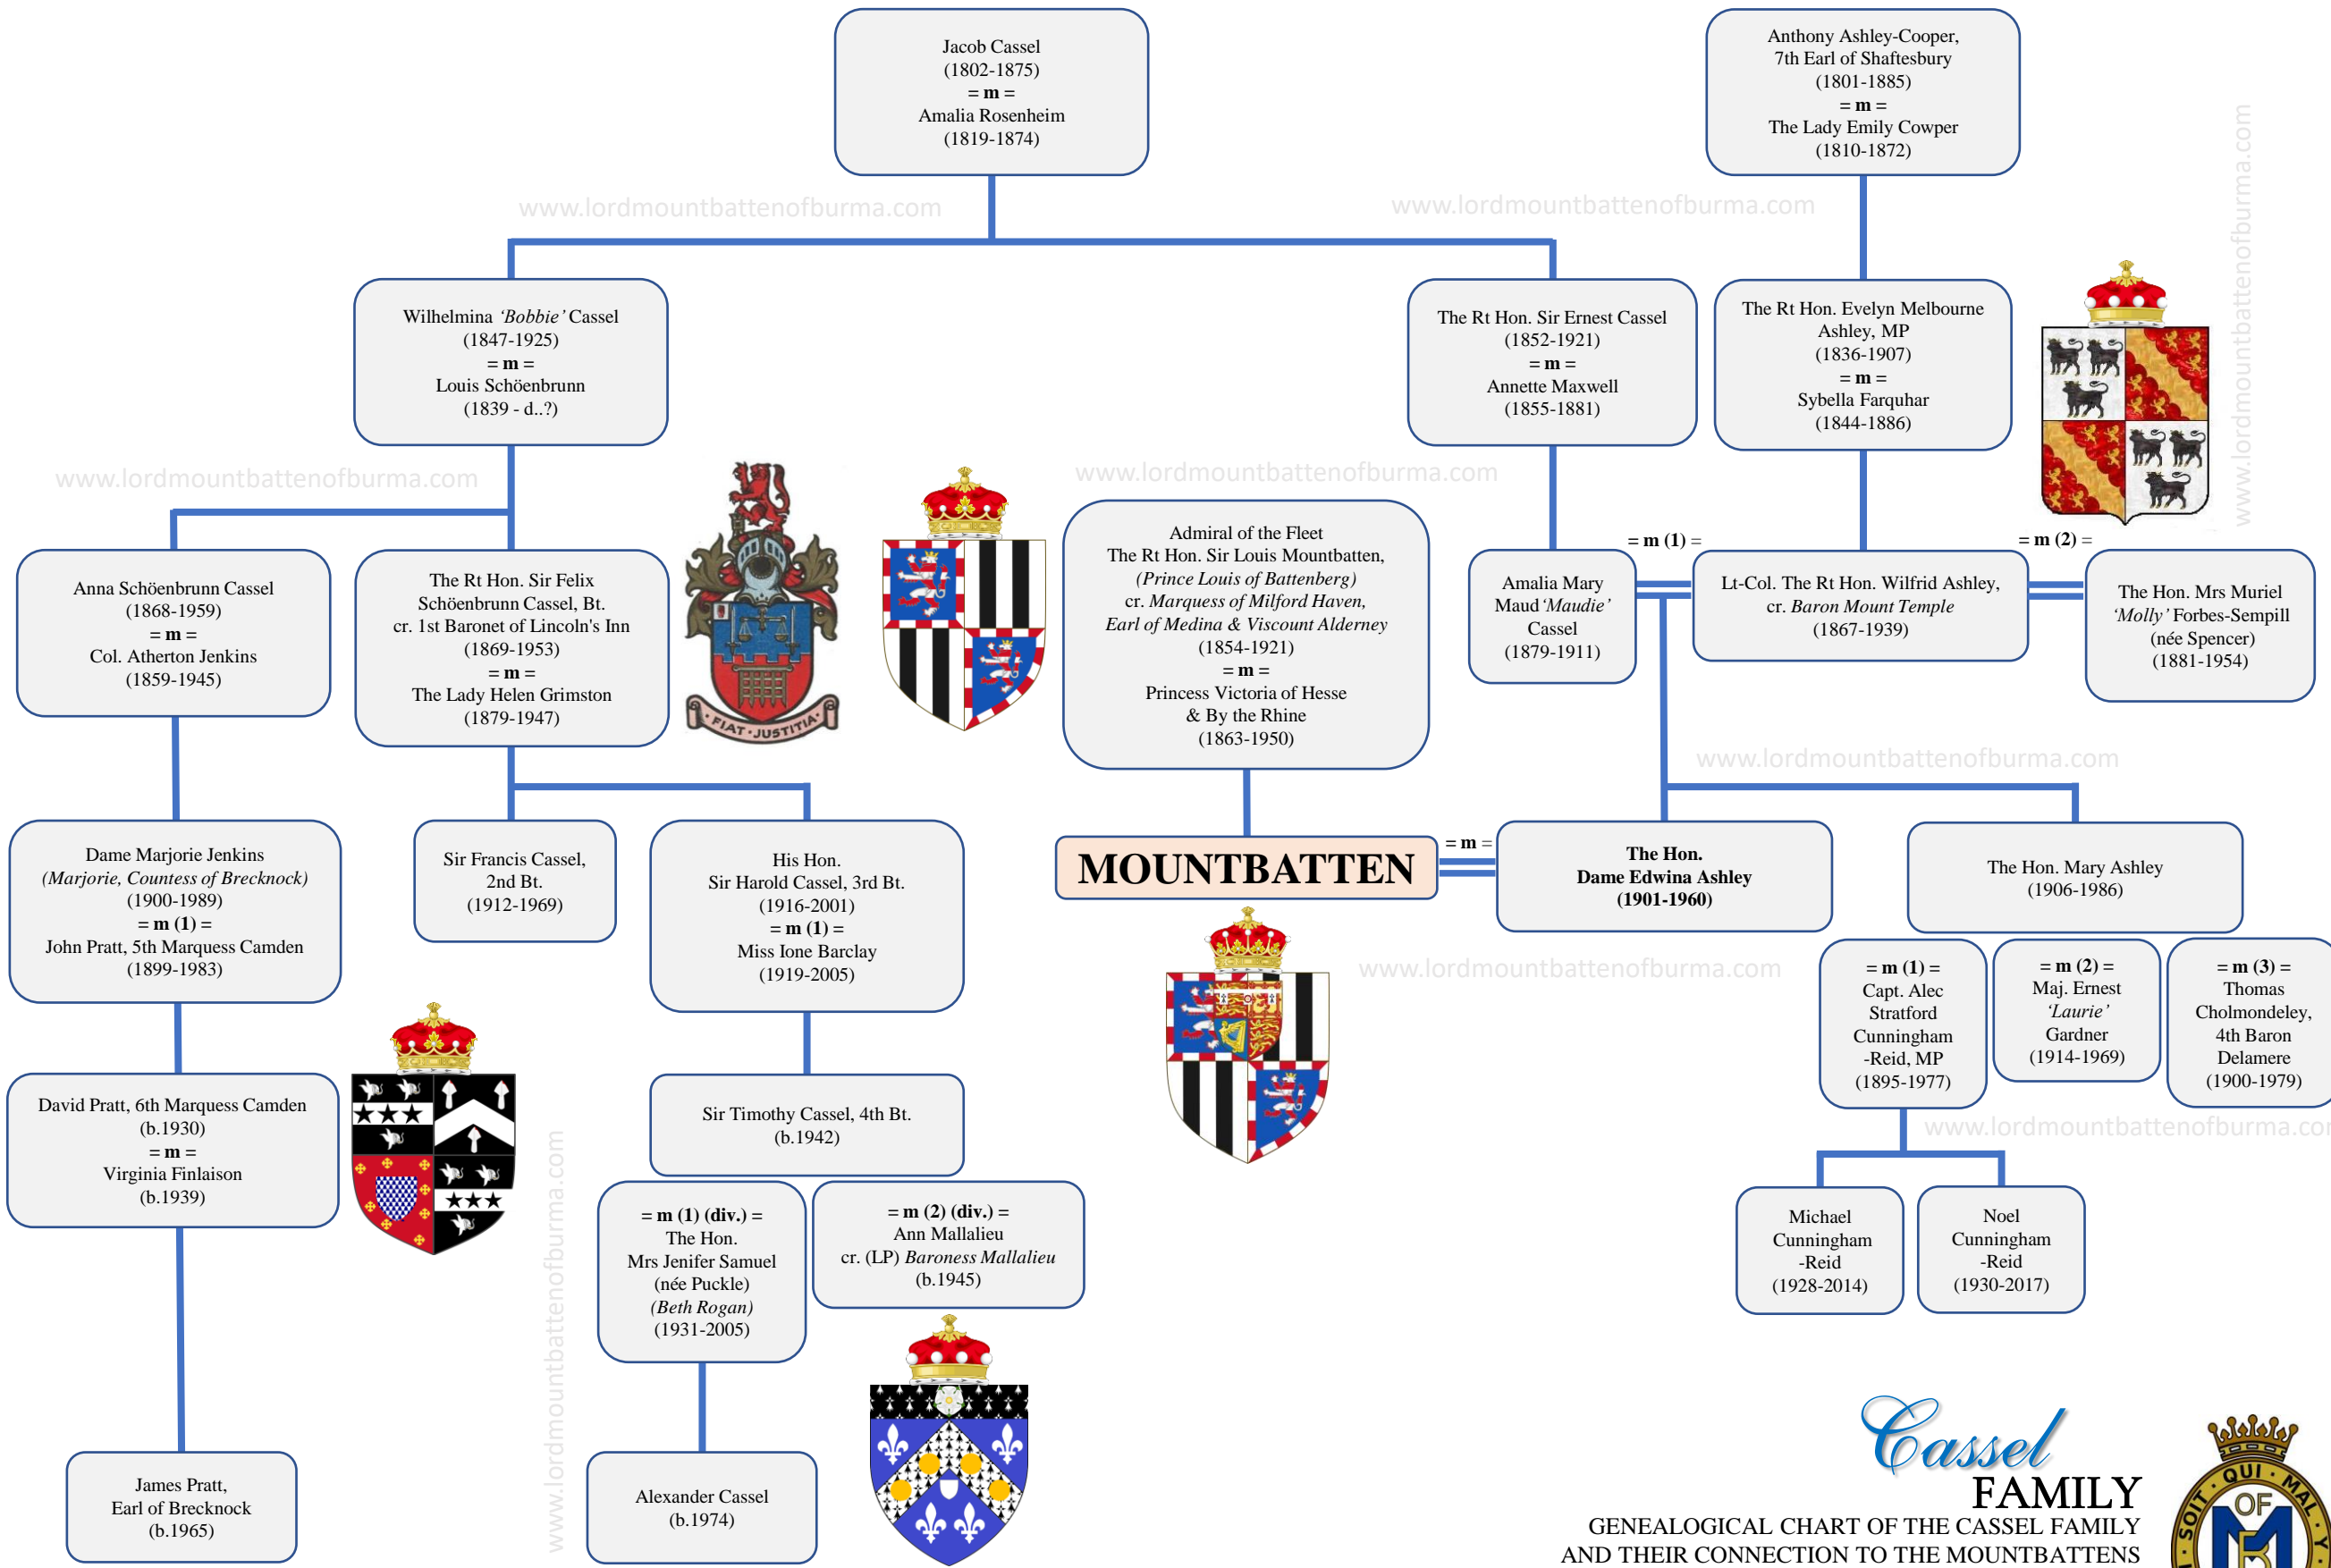 Jacob Cassel
(1802-1875)
= m =
Amalia Rosenheim
(1819-1874)
Anthony Ashley-Cooper,
7th Earl of Shaftesbury
(1801-1885)
= m =
The Lady Emily Cowper
(1810-1872)
www.lordmountbattenofburma.com
www.lordmountbattenofburma.com
www.lordmountbattenofburma.com
Wilhelmina ‘Bobbie’ Cassel
(1847-1925)
= m =
Louis Schöenbrunn
(1839 - d..?)
The Rt Hon. Sir Ernest Cassel
(1852-1921)
= m =
Annette Maxwell
(1855-1881)
The Rt Hon. Evelyn Melbourne
Ashley, MP
(1836-1907)
= m =
Sybella Farquhar
(1844-1886)
www.lordmountbattenofburma.com
www.lordmountbattenofburma.com
Anna Schöenbrunn Cassel
(1868-1959)
= m =
Col. Atherton Jenkins
(1859-1945)
The Rt Hon. Sir Felix
Schöenbrunn Cassel, Bt.
cr. 1st Baronet of Lincoln's Inn
(1869-1953)
= m =
The Lady Helen Grimston
(1879-1947)
· FIAT · JUSTITIA ·
Admiral of the Fleet
The Rt Hon. Sir Louis Mountbatten,
(Prince Louis of Battenberg)
cr. Marquess of Milford Haven,
Earl of Medina & Viscount Alderney
(1854-1921)
= m =
Princess Victoria of Hesse
& By the Rhine
(1863-1950)
Amalia Mary
Maud ‘Maudie’
Cassel
(1879-1911)
= m (1) =
Lt-Col. The Rt Hon. Wilfrid Ashley,
cr. Baron Mount Temple
(1867-1939)
= m (2) =
The Hon. Mrs Muriel
‘Molly’ Forbes-Sempill
(née Spencer)
(1881-1954)
www.lordmountbattenofburma.com
Dame Marjorie Jenkins
(Marjorie, Countess of Brecknock)
(1900-1989)
= m (1) =
John Pratt, 5th Marquess Camden
(1899-1983)
Sir Francis Cassel,
2nd Bt.
(1912-1969)
His Hon.
Sir Harold Cassel, 3rd Bt.
(1916-2001)
= m (1) =
Miss Ione Barclay
(1919-2005)
MOUNTBATTEN
= m =
The Hon.
Dame Edwina Ashley
(1901-1960)
The Hon. Mary Ashley
(1906-1986)
www.lordmountbattenofburma.com
= m (1) =
Capt. Alec
Stratford
Cunningham
-Reid, MP
(1895-1977)
= m (2) =
Maj. Ernest
‘Laurie’
Gardner
(1914-1969)
= m (3) =
Thomas
Cholmondeley,
4th Baron
Delamere
(1900-1979)
www.lordmountbattenofburma.co
David Pratt, 6th Marquess Camden
(b.1930)
= m =
Virginia Finlaison
(b.1939)
www.lordmountbattenofburma.com
Sir Timothy Cassel, 4th Bt.
(b.1942)
= m (1) (div.) =
The Hon.
Mrs Jenifer Samuel
(née Puckle)
(Beth Rogan)
(1931-2005)
= m (2) (div.) =
Ann Mallalieu
cr. (LP) Baroness Mallalieu
(b.1945)
Michael
Cunningham
-Reid
(1928-2014)
Noel
Cunningham
-Reid
(1930-2017)
James Pratt,
Earl of Brecknock
(b.1965)
Alexander Cassel
(b.1974)
Cassel
FAMILY
GENEALOGICAL CHART OF THE CASSEL FAMILY
AND THEIR CONNECTION TO THE MOUNTBATTENS
SOIT · QUI · MAL · Y
OF